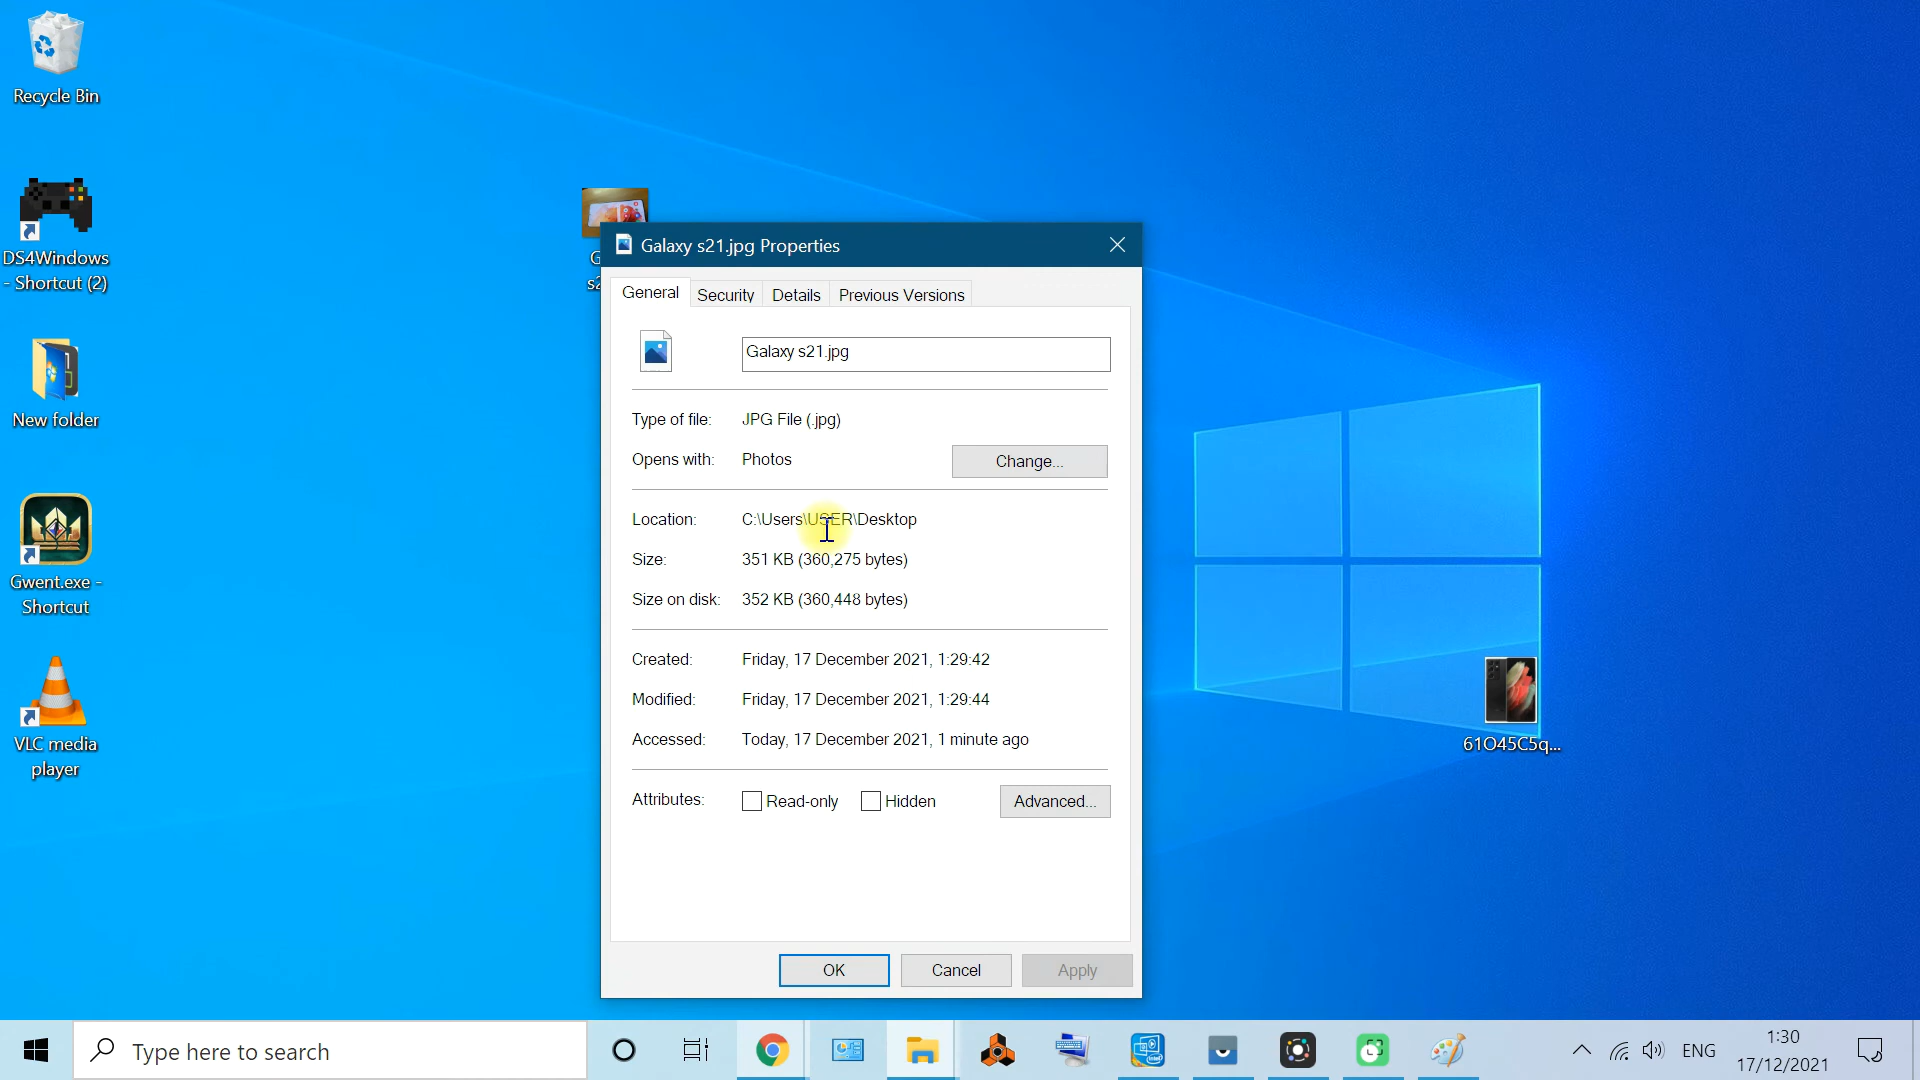 Recycle Bin
DS4Windows
- Shortcut (2)
New folder
Gwent.exe -
Shortcut
VLC media
player
Galaxy s21.jpg Properties
General
Security
Details
Previous Versions
Galaxy s21.jpg
Type of file:
JPG File (.jpg)
Opens with:
Photos
Change...
Location:
C:\Users\USER\Desktop
Size:
351 KB (360,275 bytes)
Size on disk:
352 KB (360,448 bytes)
Created:
Friday, 17 December 2021, 1:29:42
Modified:
Friday, 17 December 2021, 1:29:44
Accessed:
Today, 17 December 2021, 1 minute ago
Attributes:
Read-only
Hidden
Advanced...
OK
Cancel
Apply
61O45C5q...
Type here to search
ENG
1:30
17/12/2021